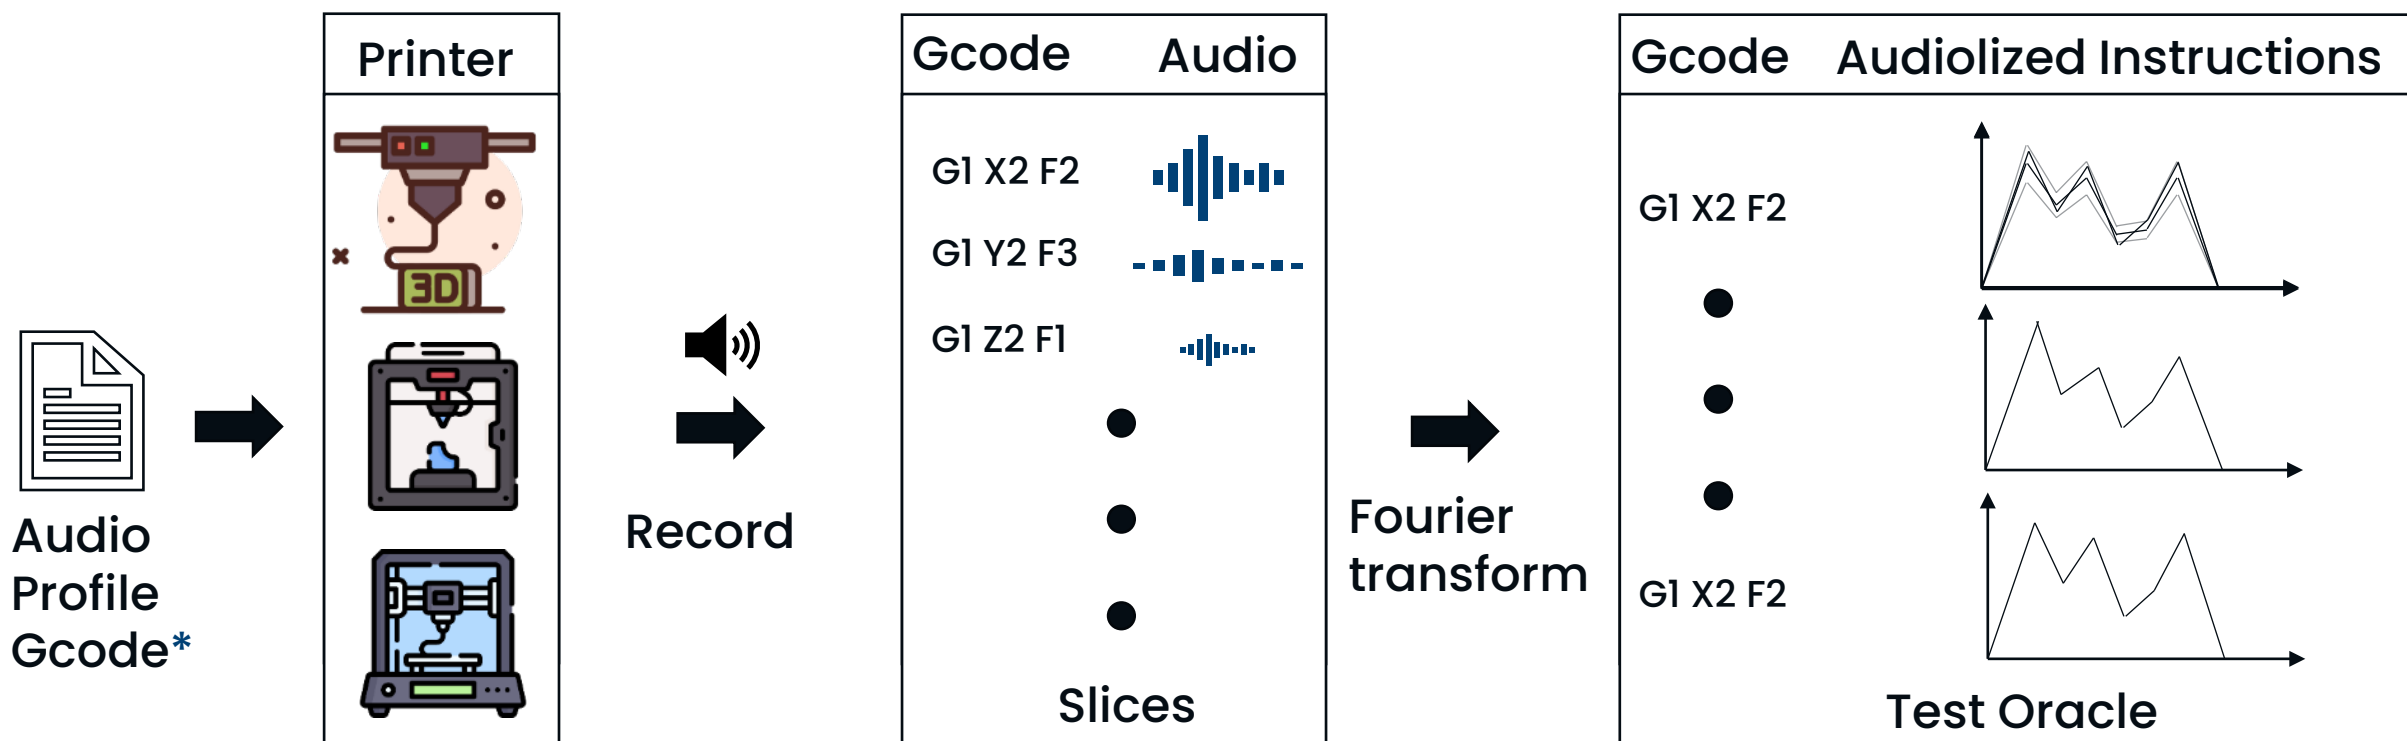 Audio
Profile
Gcode*
Printer
3D
Record
Gcode Audio
G1 X2 F2
G1 Y2 F3
G1 Z2 F1
Slices
Fourier
transform
Gcode Audiolized Instructions
G1 X2 F2
G1 X2 F2
Test Oracle